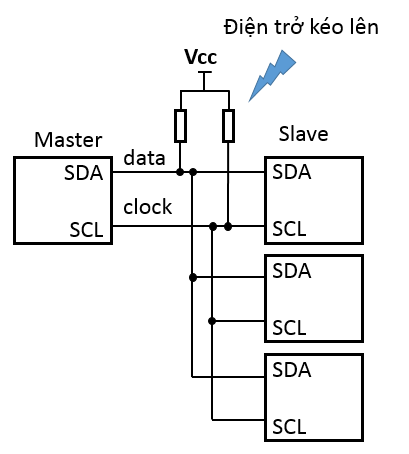 Điện trở kéo lên
Vcc
Master
Slave
data
SDA
SDA
clock
SCL
SCL
SDA
SCL
SDA
SCL